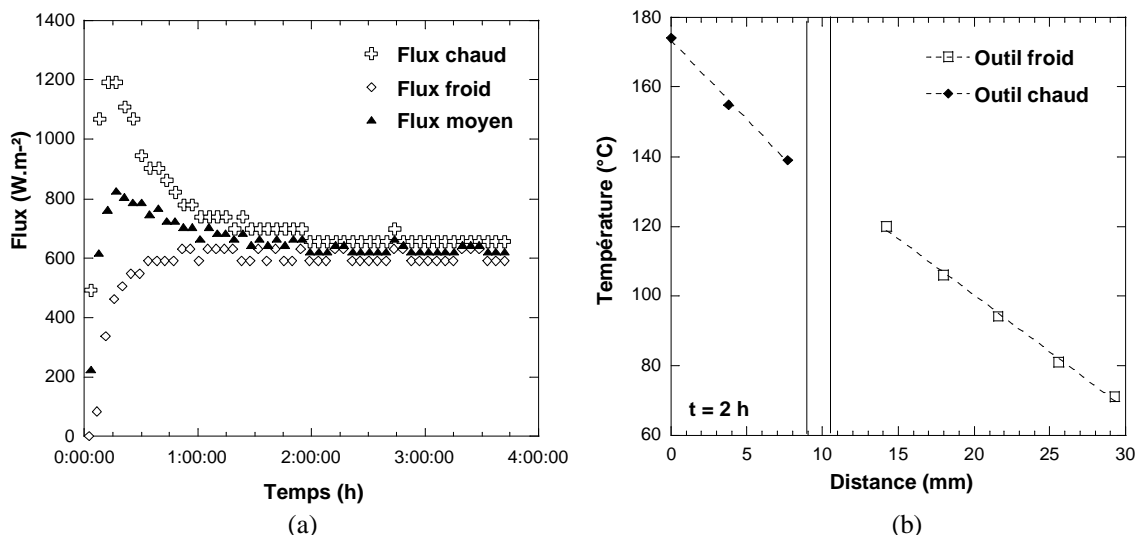 1400
1200
1000
800
600
400
200
0
Flux (W.m-²)
Flux chaud
Flux froid
Flux moyen
0:00:00
1:00:00
2:00:00
3:00:00
4:00:00
Temps (h)
(a)
180
160
140
120
100
80
60
Température (°C)
Outil froid
Outil chaud
t = 2 h
0
5
10
15
20
25
30
Distance (mm)
(b)